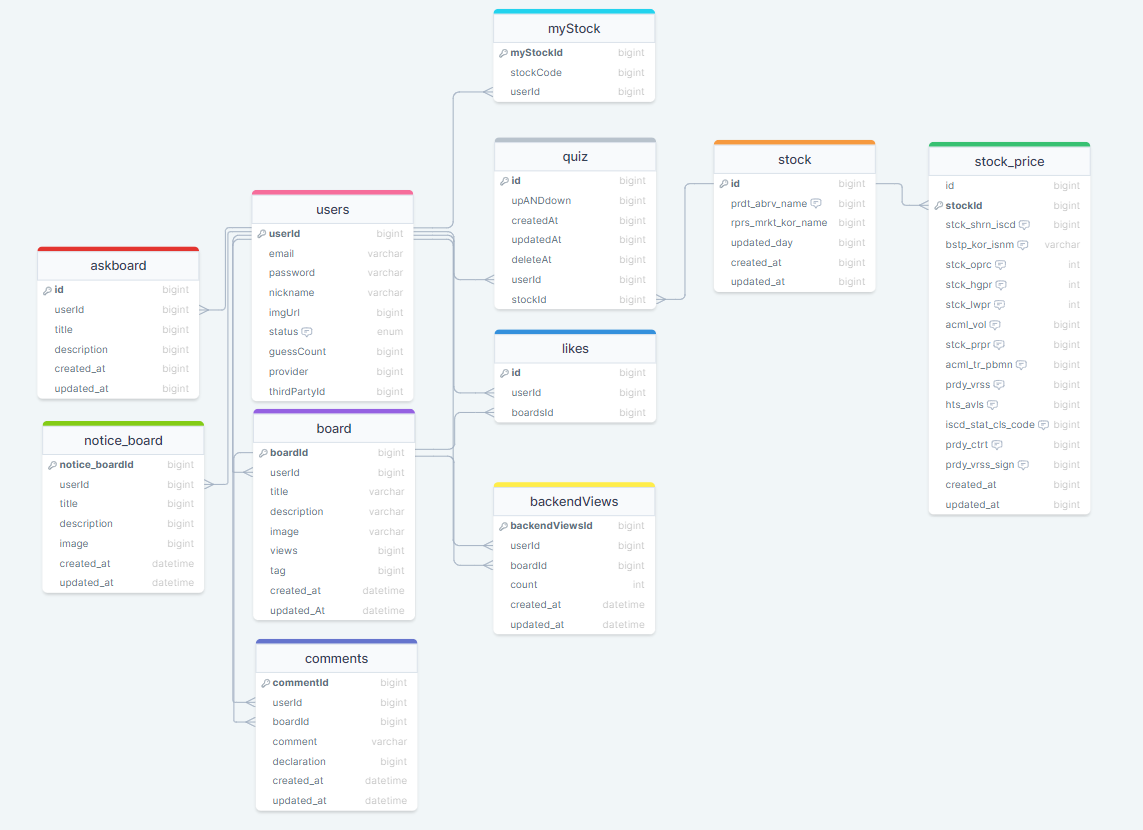 myStock
myStockId bigint
stockCode bigint
userId bigint
quiz
id bigint
upANDdown bigint
createdAt bigint
updatedAt bigint
deleteAt bigint
userId bigint
stockId bigint
stock
id bigint
prdt_abrv_name bigint
rprs_mrkt_kor_name bigint
updated_day bigint
created_at bigint
updated_at bigint
stock_price
id bigint
stockId bigint
stck_shrn_iscd bigint
bstp_kor_isnm varchar
stck_oprc int
stck_hgpr int
stck_lwpr int
acml_vol bigint
stck_prpr bigint
acml_tr_pbmn bigint
prdy_vrss bigint
hts_avls bigint
iscd_stat_cls_code bigint
prdy_ctrt bigint
prdy_vrss_sign bigint
created_at bigint
updated_at bigint
users
userId bigint
email varchar
password varchar
nickname varchar
imgUrl bigint
status enum
guessCount bigint
provider bigint
thirdPartyId bigint
askboard
id bigint
userId bigint
title bigint
description bigint
created_at bigint
updated_at bigint
likes
id bigint
userId bigint
boardsId bigint
board
boardId bigint
userId bigint
title varchar
description varchar
image varchar
views bigint
tag bigint
created_at datetime
updated_At datetime
notice_board
notice_boardId bigint
userId bigint
title bigint
description bigint
image bigint
created_at datetime
updated_at datetime
backendViews
backendViewsId bigint
userId bigint
boardId bigint
count int
created_at datetime
updated_at datetime
comments
commentId bigint
userId bigint
boardId bigint
comment varchar
declaration bigint
created_at datetime
updated_at datetime